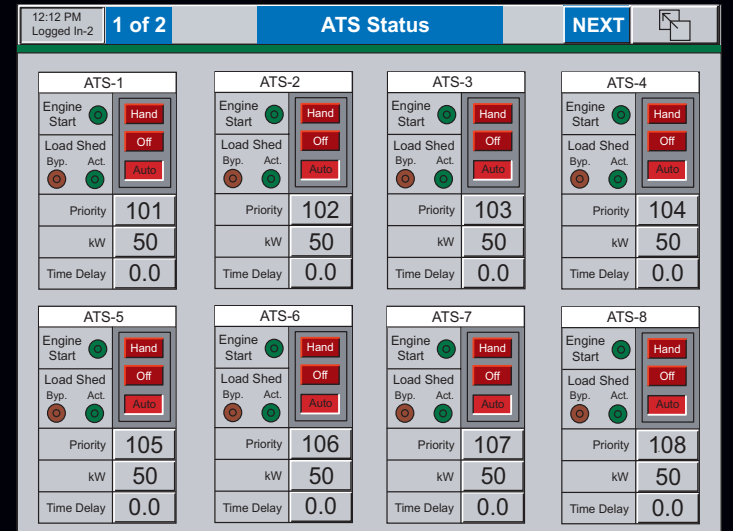 12:12 PM
Logged In-2
1 of 2
ATS Status
NEXT
ATS-1
Engine Start
Hand
Off
Auto
Load Shed
Byp. Act.
Priority 101
kW 50
Time Delay 0.0
ATS-2
Engine Start
Hand
Off
Auto
Load Shed
Byp. Act.
Priority 102
kW 50
Time Delay 0.0
ATS-3
Engine Start
Hand
Off
Auto
Load Shed
Byp. Act.
Priority 103
kW 50
Time Delay 0.0
ATS-4
Engine Start
Hand
Off
Auto
Load Shed
Byp. Act.
Priority 104
kW 50
Time Delay 0.0
ATS-5
Engine Start
Hand
Off
Auto
Load Shed
Byp. Act.
Priority 105
kW 50
Time Delay 0.0
ATS-6
Engine Start
Hand
Off
Auto
Load Shed
Byp. Act.
Priority 106
kW 50
Time Delay 0.0
ATS-7
Engine Start
Hand
Off
Auto
Load Shed
Byp. Act.
Priority 107
kW 50
Time Delay 0.0
ATS-8
Engine Start
Hand
Off
Auto
Load Shed
Byp. Act.
Priority 108
kW 50
Time Delay 0.0